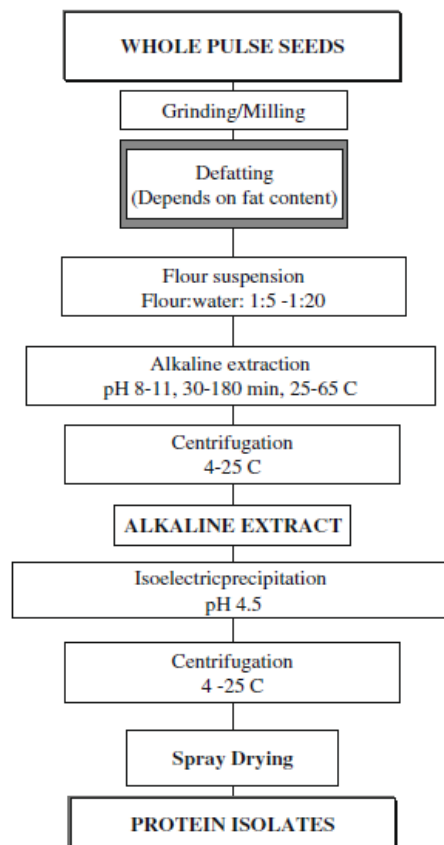 WHOLE PULSE SEEDS
Grinding/Milling
Defatting
(Depends on fat content)
Flour suspension
Flour:water: 1:5 -1:20
Alkaline extraction
pH 8-11, 30-180 min, 25-65 C
Centrifugation
4-25 C
ALKALINE EXTRACT
Isoelectricprecipitation
pH 4.5
Centrifugation
4 -25 C
Spray Drying
PROTEIN ISOLATES